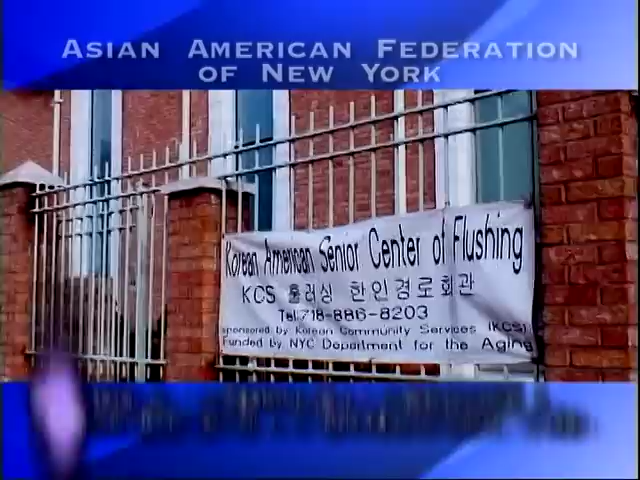 ASIAN AMERICAN FEDERATION
OF NEW YORK
Korean American Senior Center of Flushing
KCS 훌러싱 한인경로회관
Tel.718-886-8203
sponsored by Korean Community Services (KCS)
Funded by NYC Department for the Aging